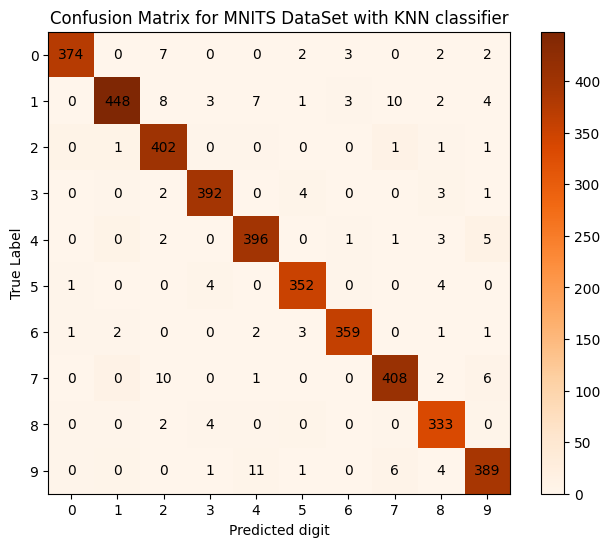 Confusion Matrix for MNITS DataSet with KNN classifier
0 374 0 7 0 0 2 3 0 2 2
1 0 448 8 3 7 1 3 10 2 4
2 0 1 402 0 0 0 0 1 1 1
3 0 0 2 392 0 4 0 0 3 1
4 0 0 2 0 396 0 1 1 3 5
5 1 0 0 4 0 352 0 0 4 0
6 1 2 0 0 2 3 359 0 1 1
7 0 0 10 0 1 0 0 408 2 6
8 0 0 2 4 0 0 0 0 333 0
9 0 0 0 1 11 1 0 6 4 389
0 1 2 3 4 5 6 7 8 9
Predicted digit
True Label
400
350
300
250
200
150
100
50
0